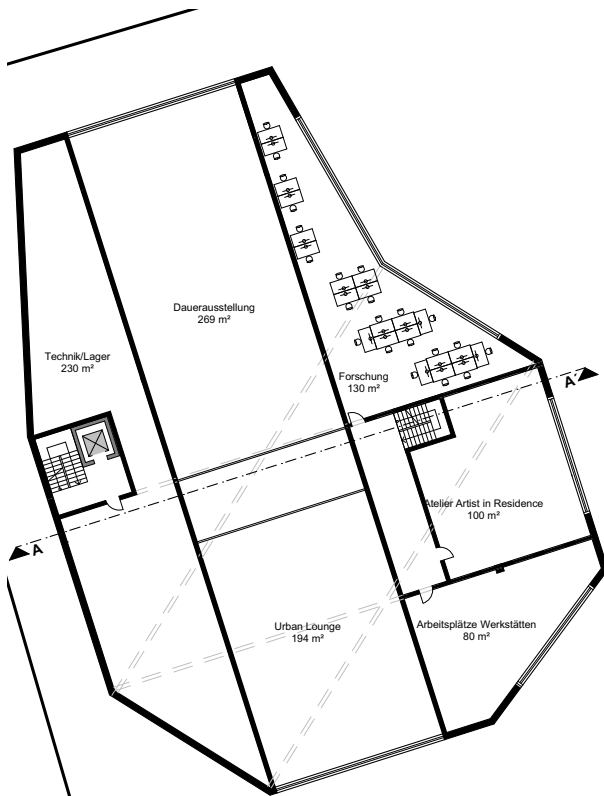 Dauerausstellung
269 m²
Technik/Lager
230 m²
Forschung
130 m²
A
Atelier Artist in Residence
100 m²
A
Urban Lounge
194 m²
Arbeitsplätze Werkstätten
80 m²